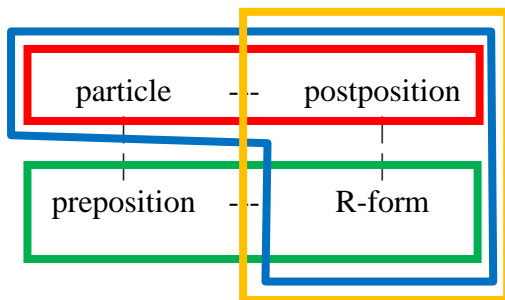 particle --- postposition
preposition --- R-form